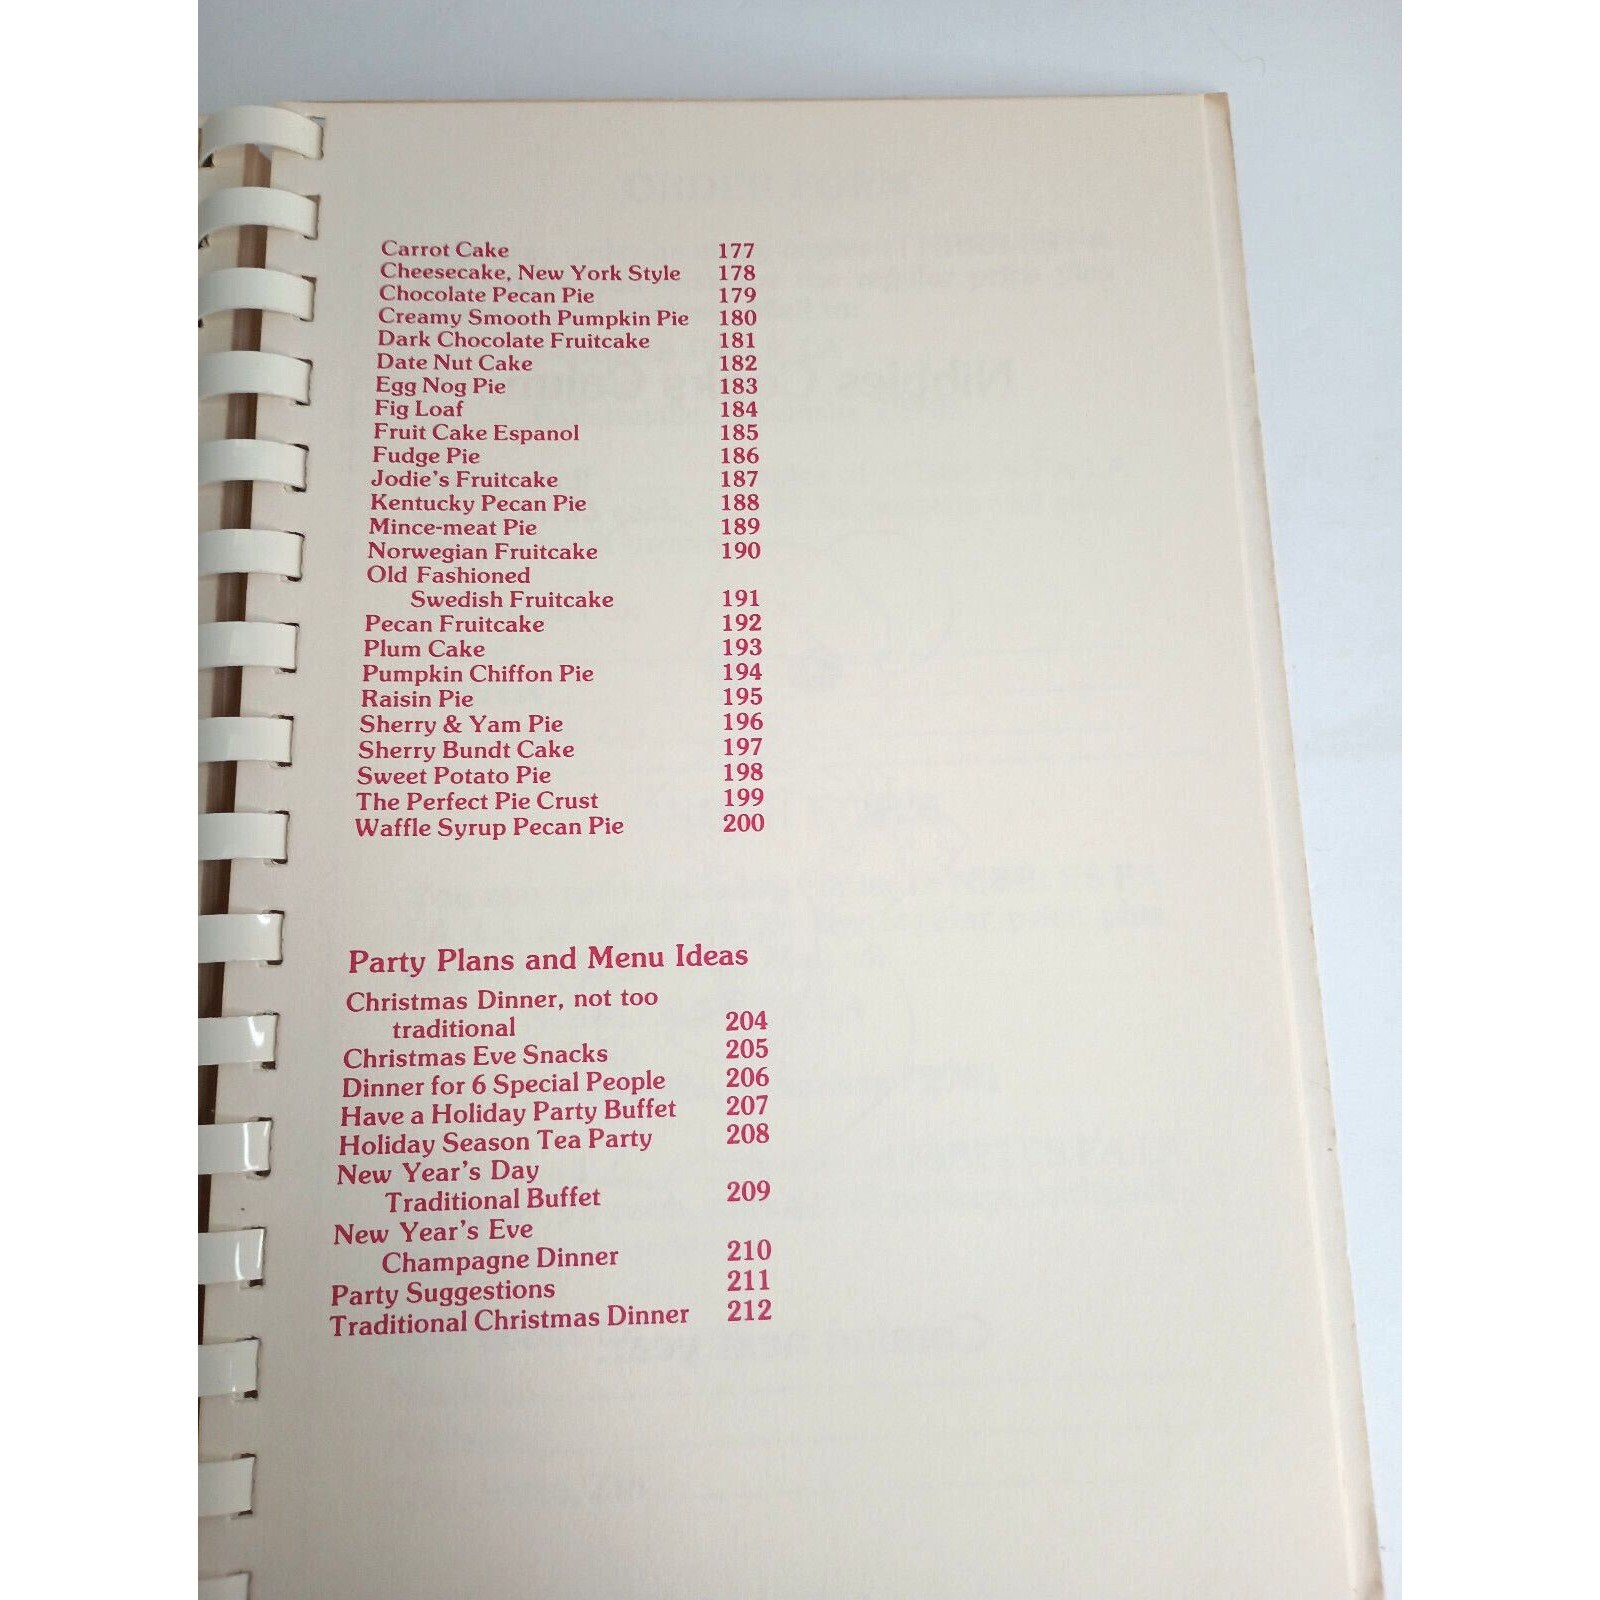 Carrot Cake 177
Cheesecake, New York Style 178
Chocolate Pecan Pie 179
Creamy Smooth Pumpkin Pie 180
Dark Chocolate Fruitcake 181
Date Nut Cake 182
Egg Nog Pie 183
Fig Loaf 184
Fruit Cake Espanol 185
Fudge Pie 186
Jodie's Fruitcake 187
Kentucky Pecan Pie 188
Mince-meat Pie 189
Norwegian Fruitcake 190
Old Fashioned
Swedish Fruitcake 191
Pecan Fruitcake 192
Plum Cake 193
Pumpkin Chiffon Pie 194
Raisin Pie 195
Sherry & Yam Pie 196
Sherry Bundt Cake 197
Sweet Potato Pie 198
The Perfect Pie Crust 199
Waffle Syrup Pecan Pie 200
Party Plans and Menu Ideas
Christmas Dinner, not too
traditional 204
Christmas Eve Snacks 205
Dinner for 6 Special People 206
Have a Holiday Party Buffet 207
Holiday Season Tea Party 208
New Year's Day
Traditional Buffet 209
New Year's Eve
Champagne Dinner 210
Party Suggestions 211
Traditional Christmas Dinner 212